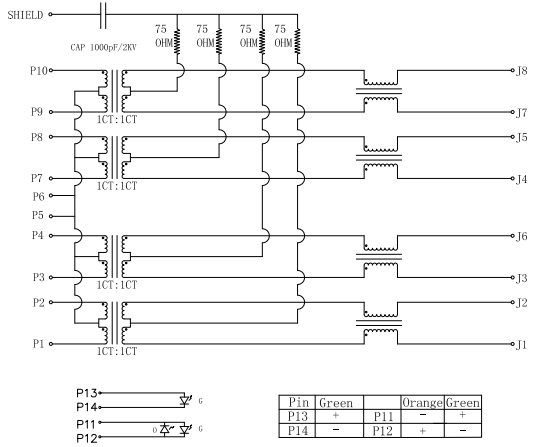 SHIELD
75 75 75 75
OHM OHM OHM OHM
CAP 1000pF/2KV
P10 J8
P9 J7
1CT:1CT
P8 J5
P7 J4
1CT:1CT
P6
P5
P4 J6
P3 J3
1CT:1CT
P2 J2
P1 J1
1CT:1CT
P13
P14 G
P11
O G
P12
Pin Green Orange Green
P13 + P11 − +
P14 − P12 + −